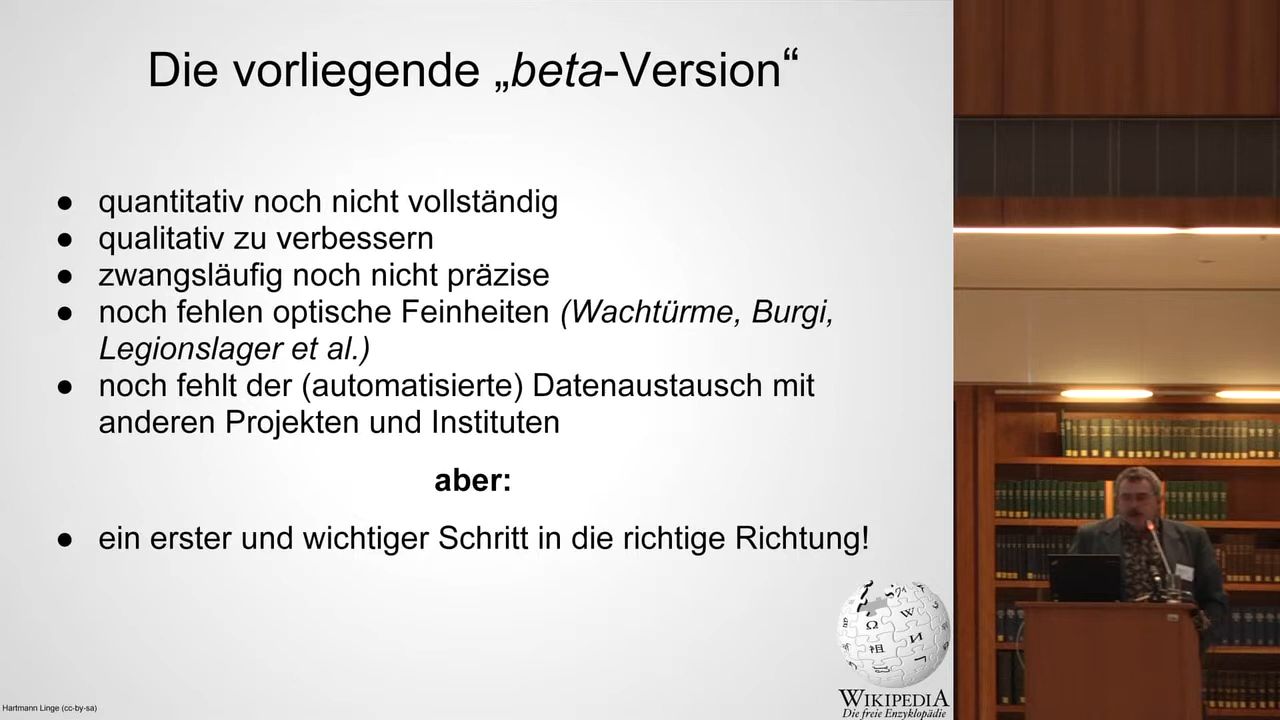 Die vorliegende „beta-Version“
● quantitativ noch nicht vollständig
● qualitativ zu verbessern
● zwangsläufig noch nicht präzise
● noch fehlen optische Feinheiten (Wachtürme, Burgi,
Legionslager et al.)
● noch fehlt der (automatisierte) Datenaustausch mit
anderen Projekten und Instituten
aber:
● ein erster und wichtiger Schritt in die richtige Richtung!
Ω
W
И
WIKIPEDIA
Die freie Enzyklopädie
Hartmann Linge (cc-by-sa)